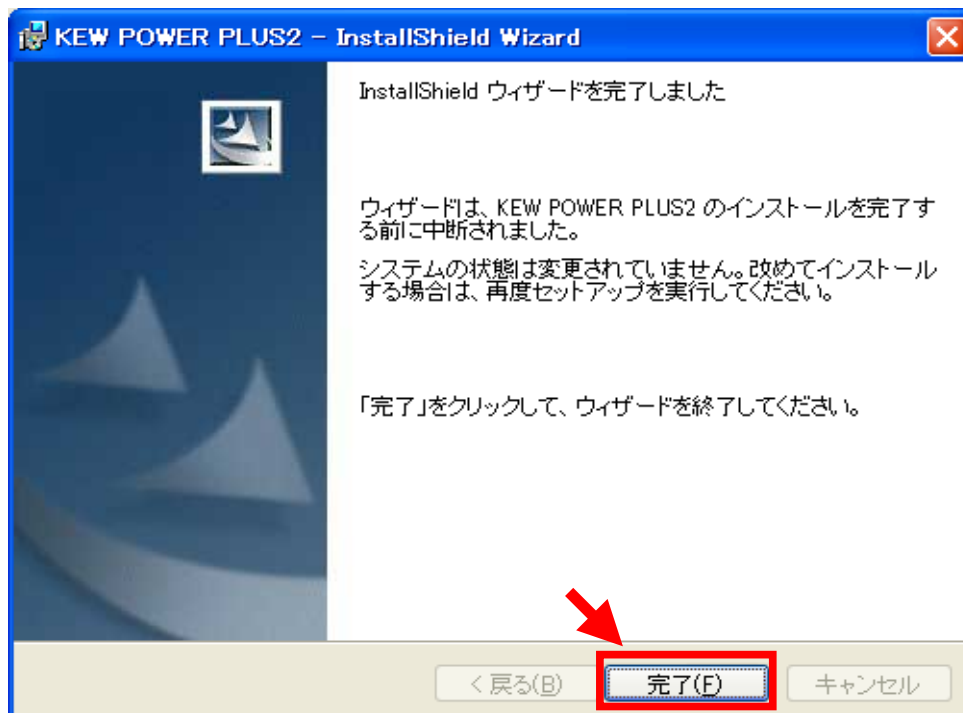 KEW POWER PLUS2 - InstallShield Wizard
InstallShield ウィザードを完了しました
ウィザードは、KEW POWER PLUS2 のインストールを完了す
る前に中断されました。
システムの状態は変更されていません。改めてインストール
する場合は、再度セットアップを実行してください。
「完了」をクリックして、ウィザードを終了してください。
< 戻る(B) 完了(F) キャンセル